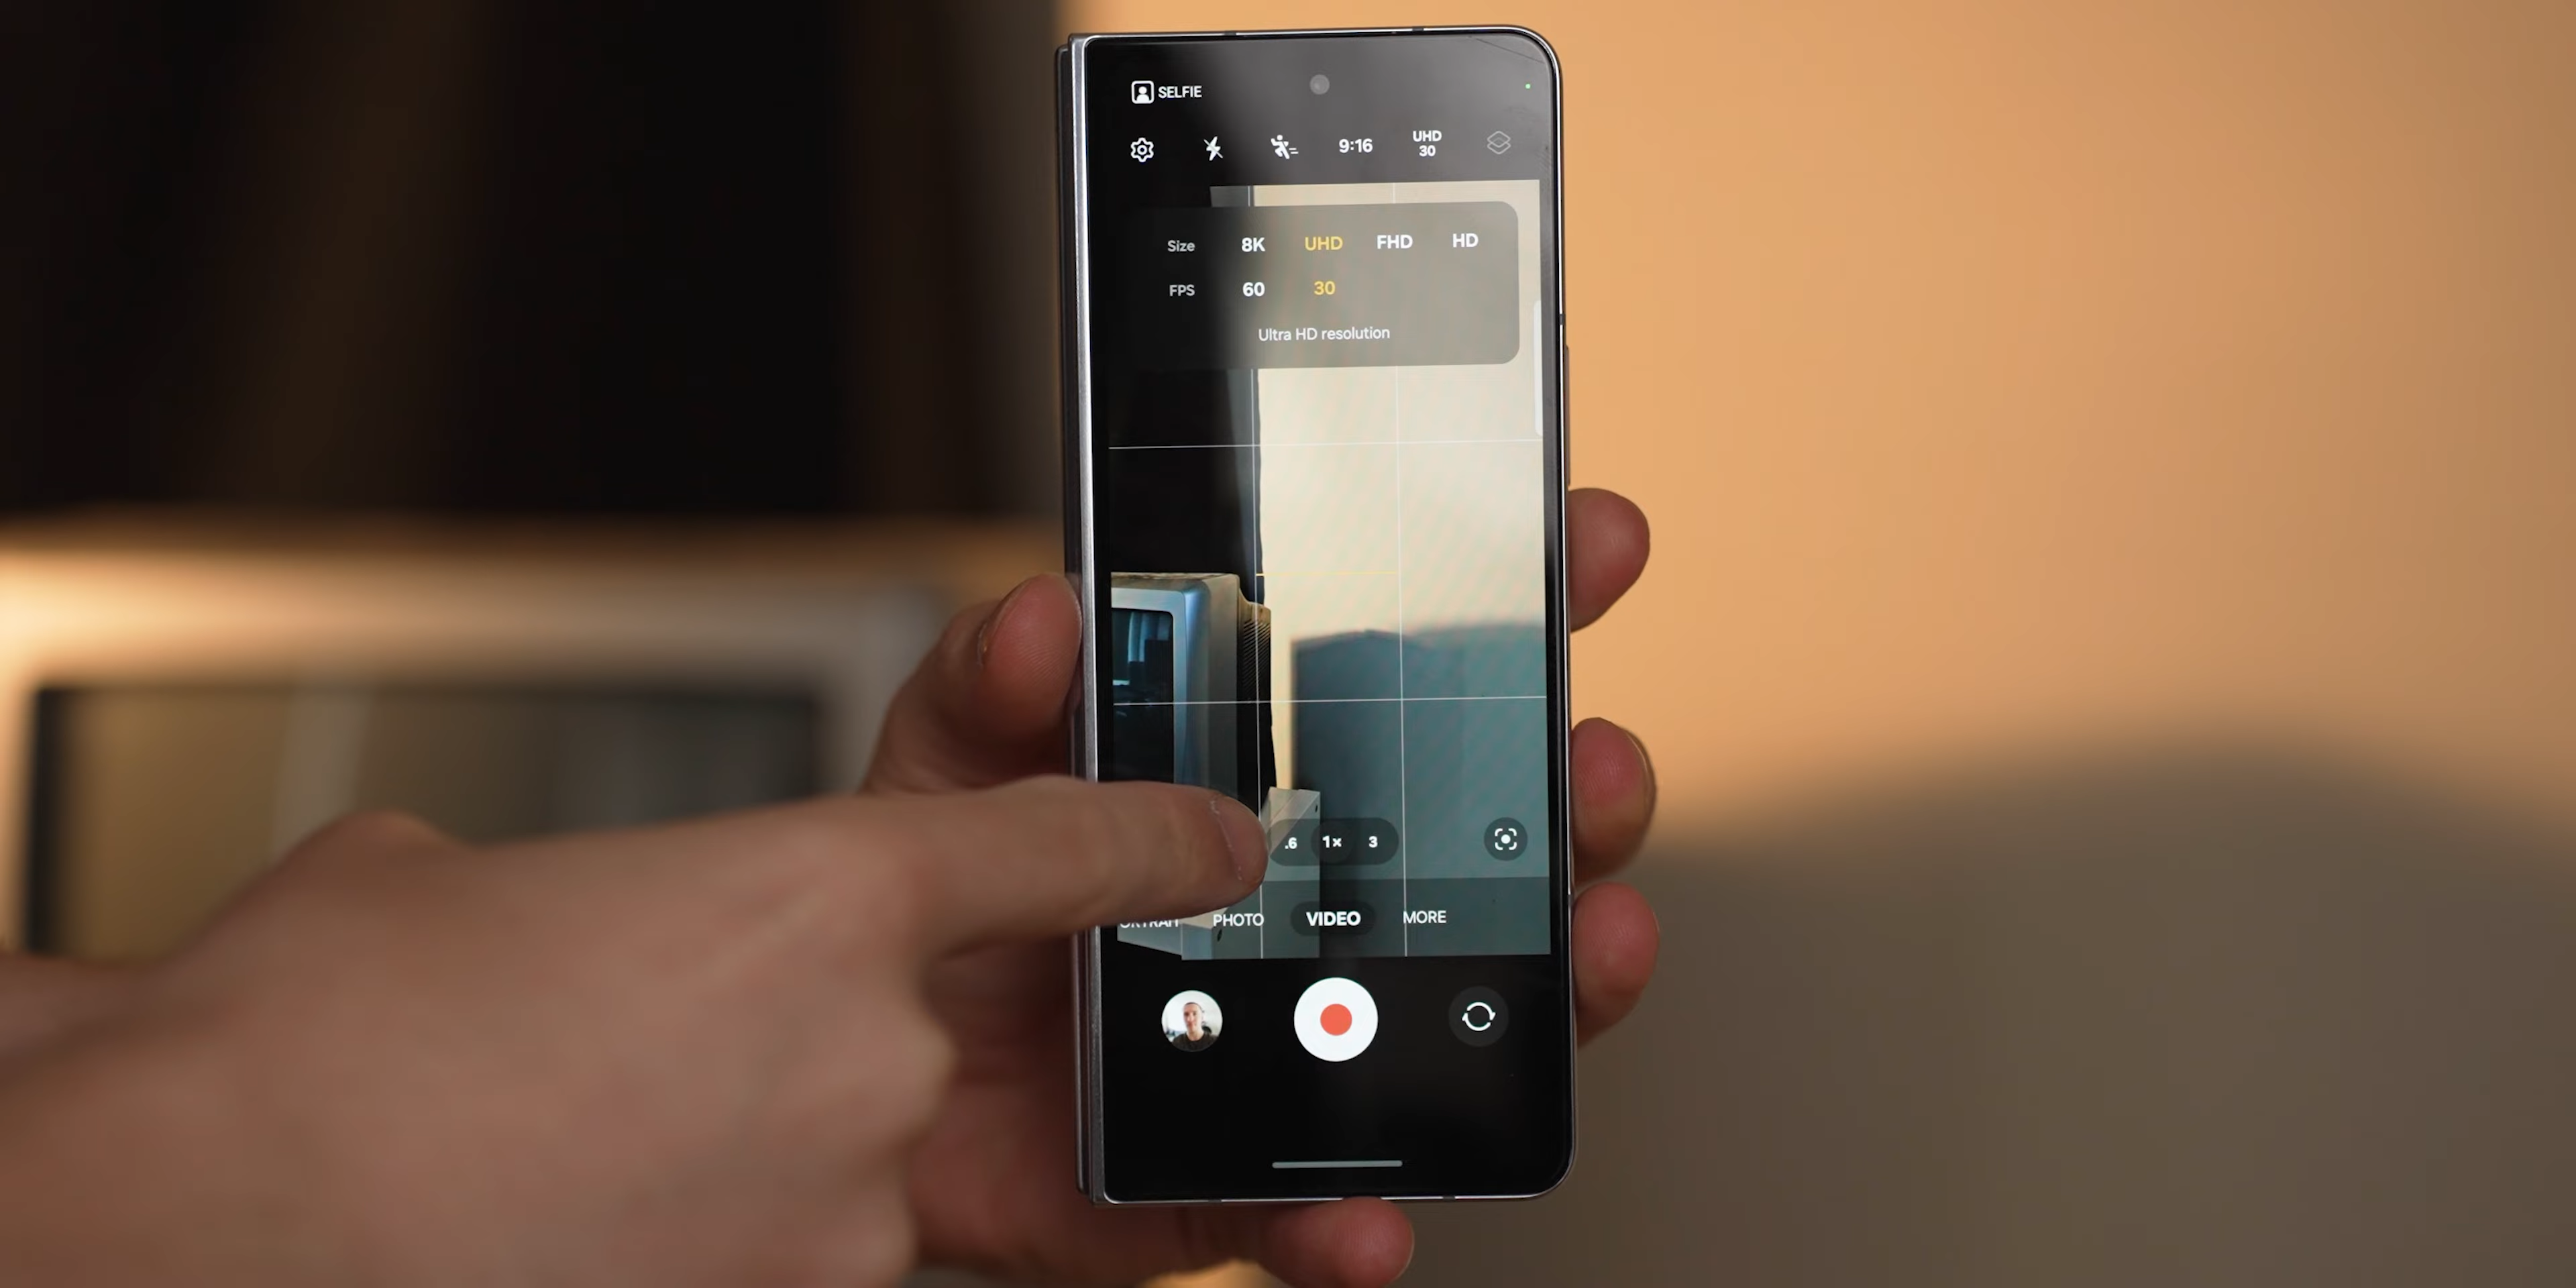 SELFIE
9:16 UHD 30
Size 8K UHD FHD HD
FPS 60 30
Ultra HD resolution
.6 1× 3
PHOTO VIDEO MORE